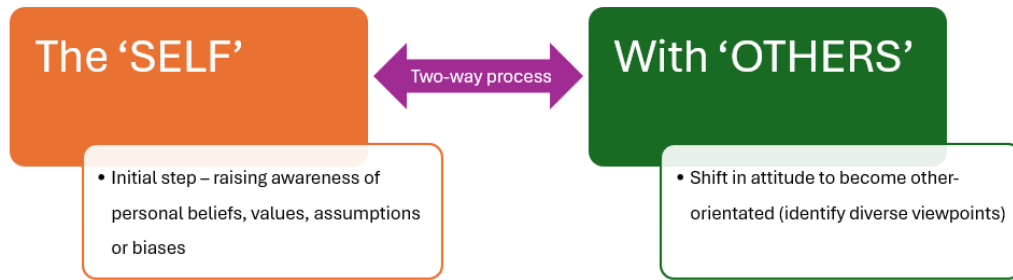 The ‘SELF’
Two-way process
With ‘OTHERS’
• Initial step – raising awareness of
personal beliefs, values, assumptions
or biases
• Shift in attitude to become other-
orientated (identify diverse viewpoints)